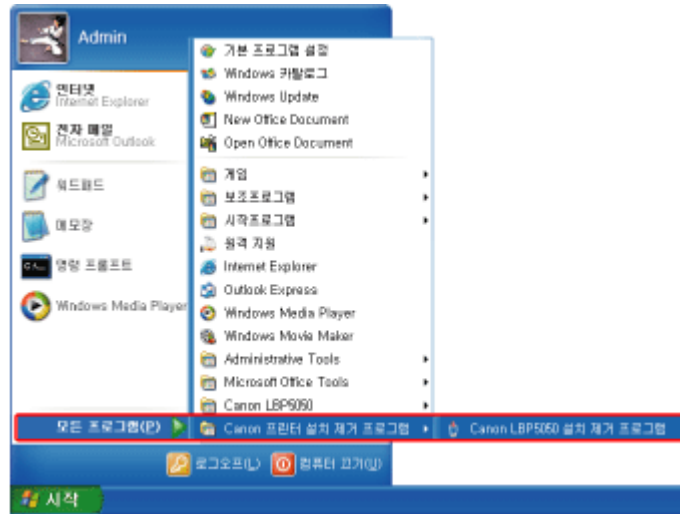 Admin
인터넷
Internet Explorer
전자 메일
Microsoft Outlook
워드패드
메모장
명령 프롬프트
Windows Media Player
기본 프로그램 설정
Windows 카탈로그
Windows Update
New Office Document
Open Office Document
게임
보조프로그램
시작프로그램
원격 지원
Internet Explorer
Outlook Express
Windows Media Player
Windows Movie Maker
Administrative Tools
Microsoft Office Tools
Canon LBP5050
모든 프로그램(P)
Canon 프린터 설치 제거 프로그램
Canon LBP5050 설치 제거 프로그램
로그오프(L)
컴퓨터 끄기(U)
시작